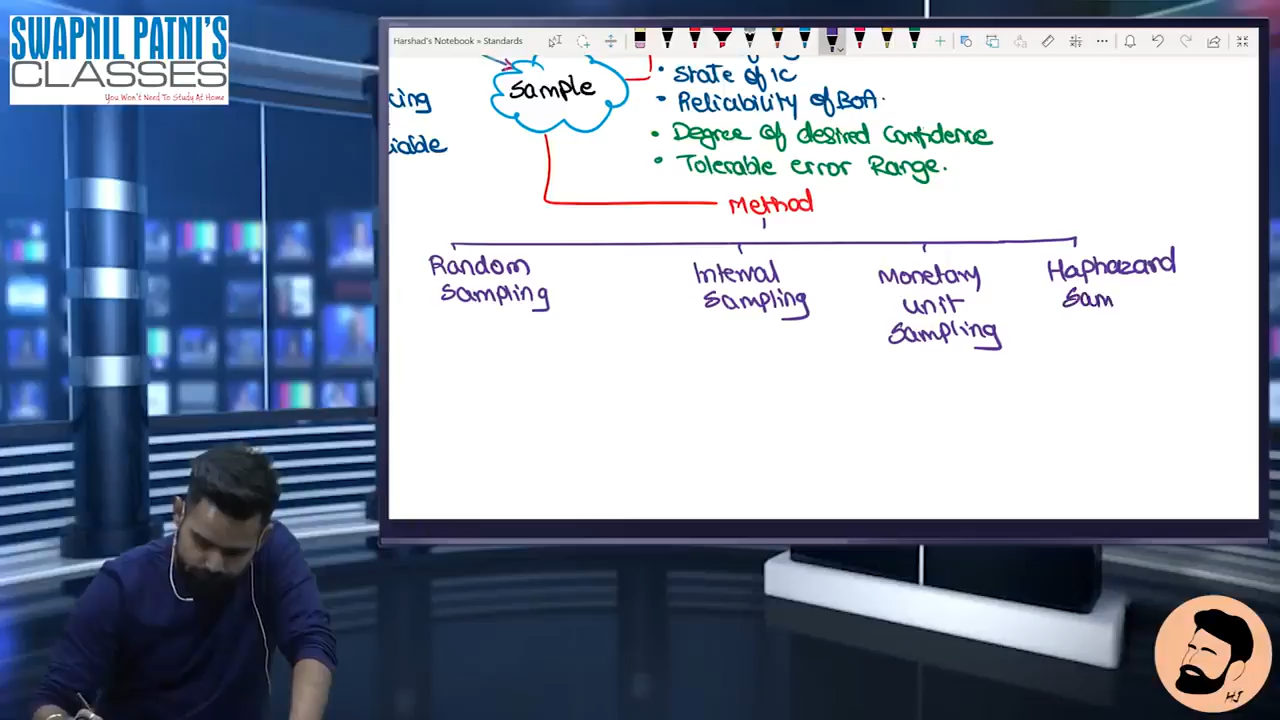 SWAPNIL PATNI'S
CLASSES
You Won't Need To Study At Home
Harshad's Notebook » Standards
State of IC
Reliability of BOA.
Degree of desired Confidence
Tolerable error Range.
Sample
cing
iable
Method
Random
Sampling
Interval
Sampling
Monetary
unit
Sampling
Haphazard
Sam
HJ